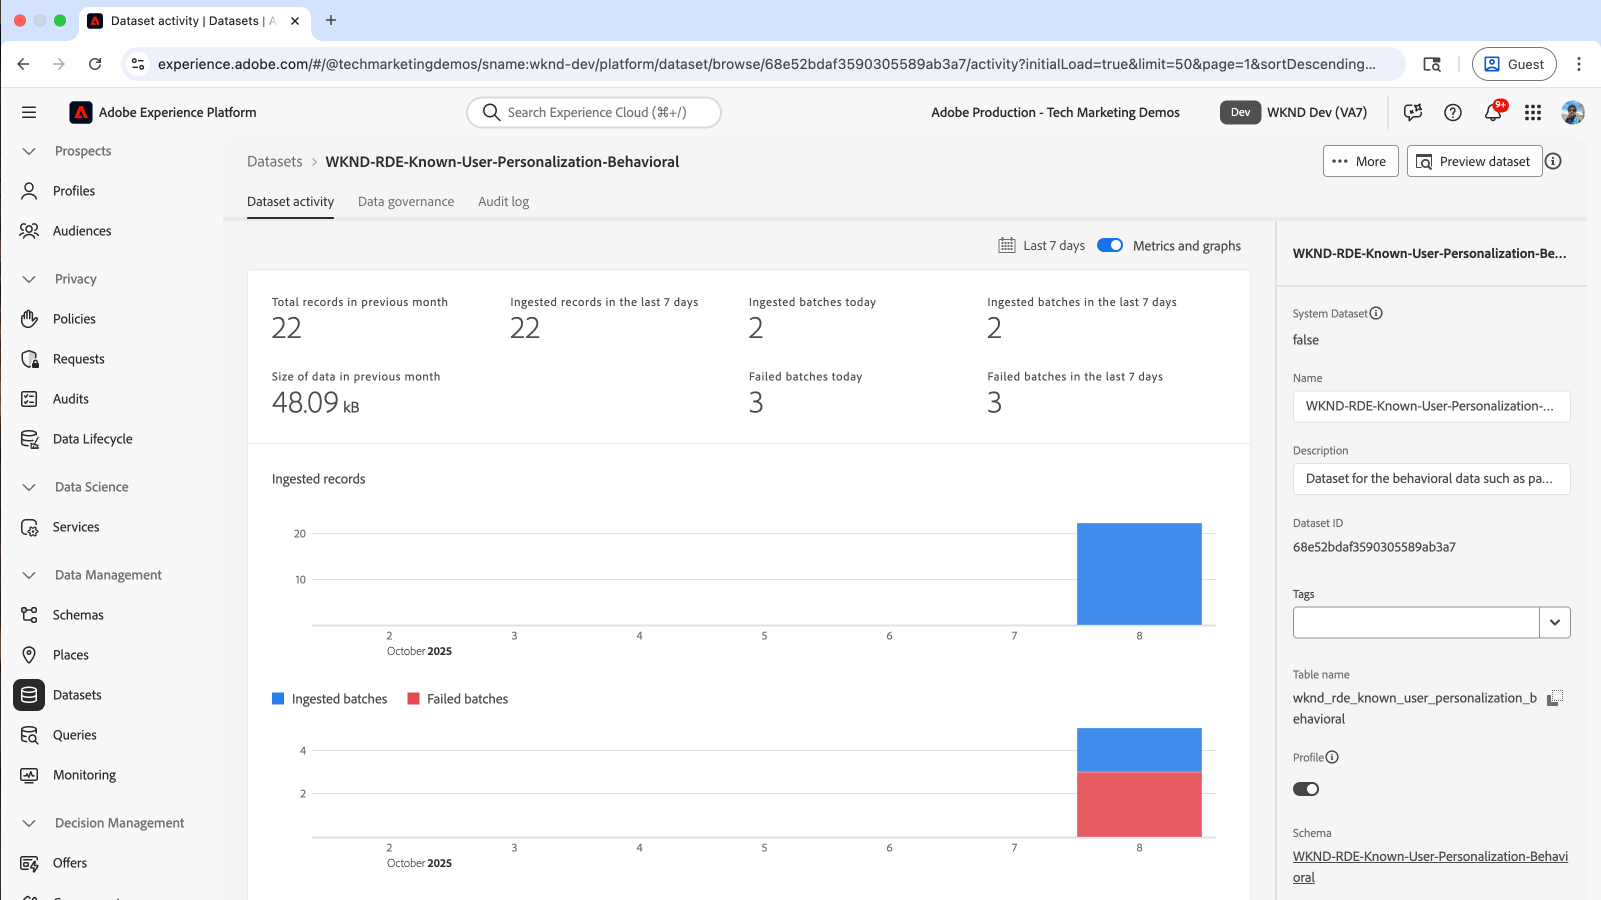 Dataset activity | Datasets | A
experience.adobe.com/#/@techmarketingdemos/sname:wknd-dev/platform/dataset/browse/68e52bdaf3590305589ab3a7/activity?initialLoad=true&limit=50&page=1&sortDescending...
Guest
Adobe Experience Platform
Search Experience Cloud (⌘+/)
Adobe Production - Tech Marketing Demos
Dev
WKND Dev (VA7)
9+
Prospects
Profiles
Audiences
Privacy
Policies
Requests
Audits
Data Lifecycle
Data Science
Services
Data Management
Schemas
Places
Datasets
Queries
Monitoring
Decision Management
Offers
Datasets > WKND-RDE-Known-User-Personalization-Behavioral
More
Preview dataset
Dataset activity
Data governance
Audit log
Last 7 days
Metrics and graphs
Total records in previous month
22
Ingested records in the last 7 days
22
Ingested batches today
2
Ingested batches in the last 7 days
2
Size of data in previous month
48.09 kB
Failed batches today
3
Failed batches in the last 7 days
3
Ingested records
20
10
2 3 4 5 6 7 8
October 2025
Ingested batches
Failed batches
4
2
2 3 4 5 6 7 8
October 2025
WKND-RDE-Known-User-Personalization-Be...
System Dataset
false
Name
WKND-RDE-Known-User-Personalization-...
Description
Dataset for the behavioral data such as pa...
Dataset ID
68e52bdaf3590305589ab3a7
Tags
Table name
wknd_rde_known_user_personalization_b
ehavioral
Profile
Schema
WKND-RDE-Known-User-Personalization-Behavi
oral